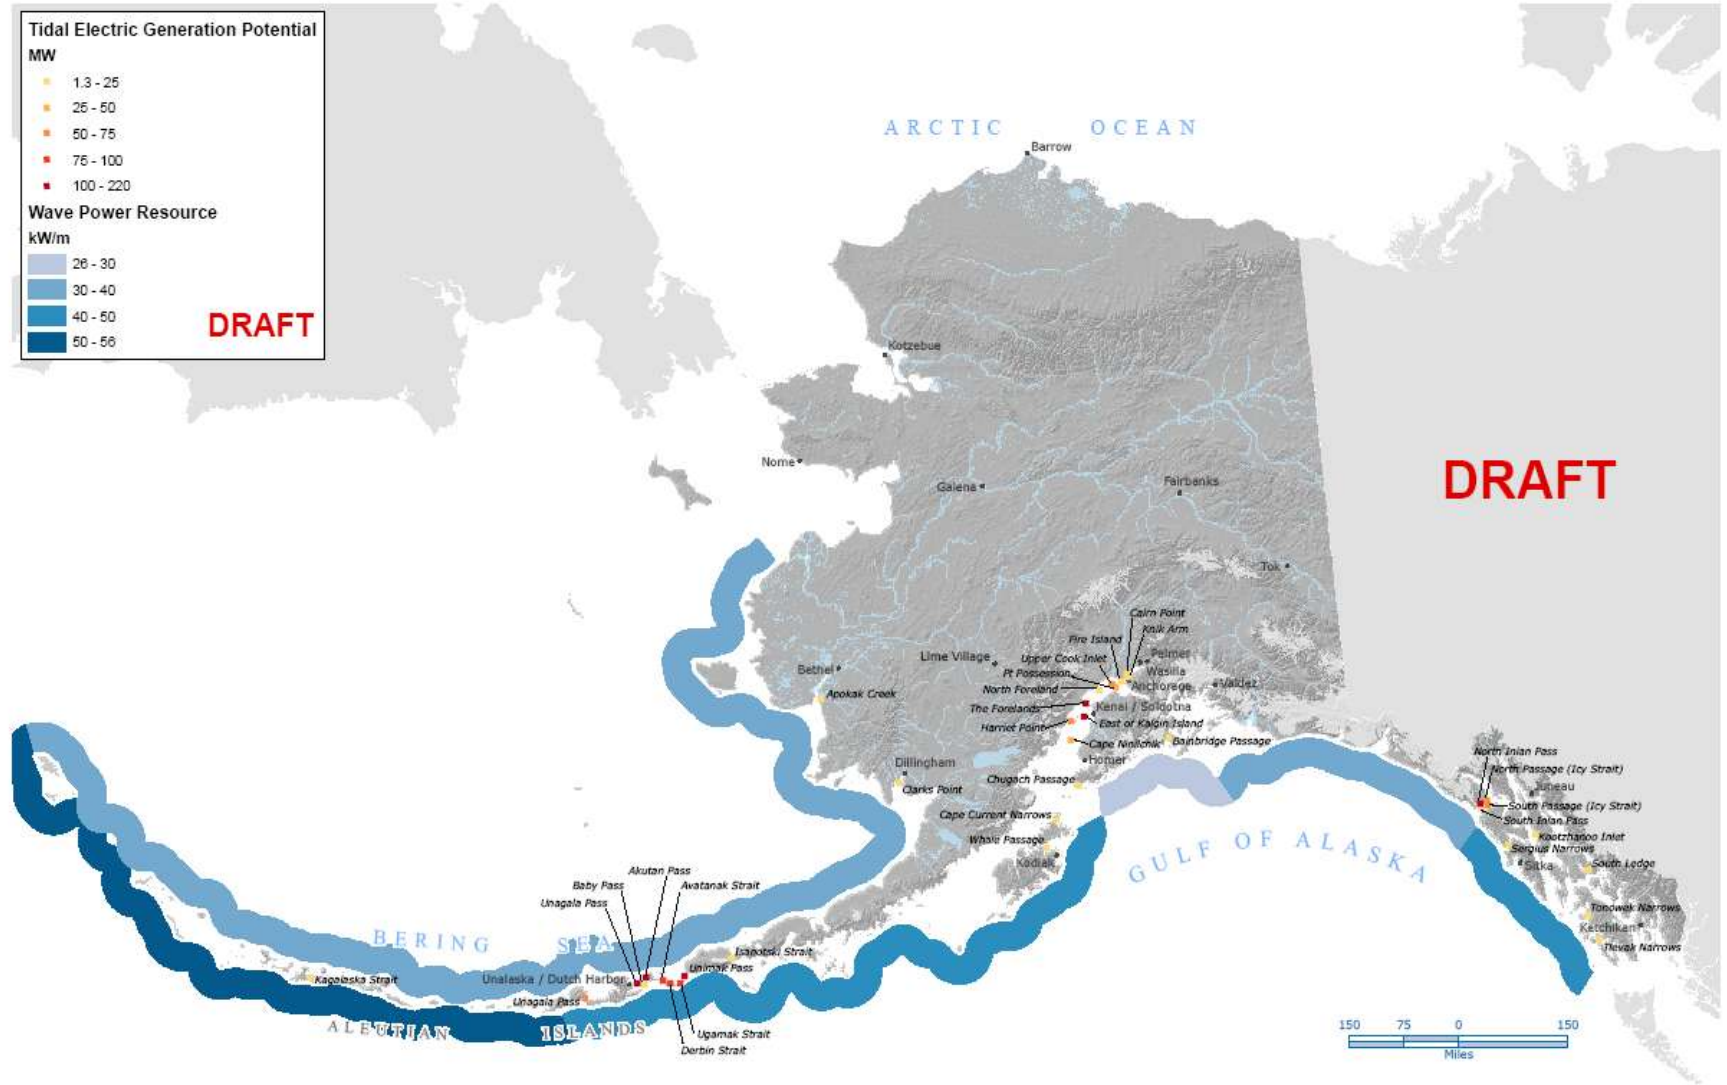 Tidal Electric Generation Potential
MW
1.3 - 25
25 - 50
50 - 75
75 - 100
100 - 220
Wave Power Resource
kW/m
26 - 30
30 - 40
40 - 50
50 - 56
DRAFT
ARCTIC OCEAN
Barrow
Kotzebue
Nome
Galena
Fairbanks
DRAFT
Tok
Cairn Point
Knik Arm
Fire Island
Upper Cook Inlet
Palmer
Lime Village
Bethel
Pt Possession
Wasilla
North Foreland
Anchorage
Valdez
Apokak Creek
The Forelands
Kenai / Soldotna
Harriet Point
East of Kalgin Island
Cape Ninilchik
Bainbridge Passage
Homer
Dillingham
Chugach Passage
Clarks Point
North Inian Pass
North Passage (Icy Strait)
Juneau
South Passage (Icy Strait)
South Inian Pass
Cape Current Narrows
Whale Passage
Kodiak
GULF OF ALASKA
Kootzhahoo Inlet
Sergius Narrows
Sitka
South Ledge
Akutan Pass
Baby Pass
Avatanak Strait
Unagala Pass
Tonowek Narrows
Ketchikan
Tlevak Narrows
BERING SEA
Isanotski Strait
Unimak Pass
Kagalaska Strait
Unalaska / Dutch Harbor
Unagala Pass
ALEUTIAN ISLANDS
Ugamak Strait
Derbin Strait
150 75 0 150
Miles